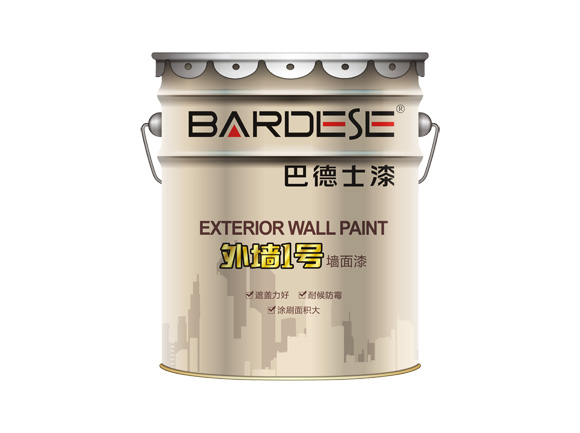 BARDESE®
巴德士漆
EXTERIOR WALL PAINT
外墙1号 墙面漆
遮盖力好 耐候防霉
涂刷面积大